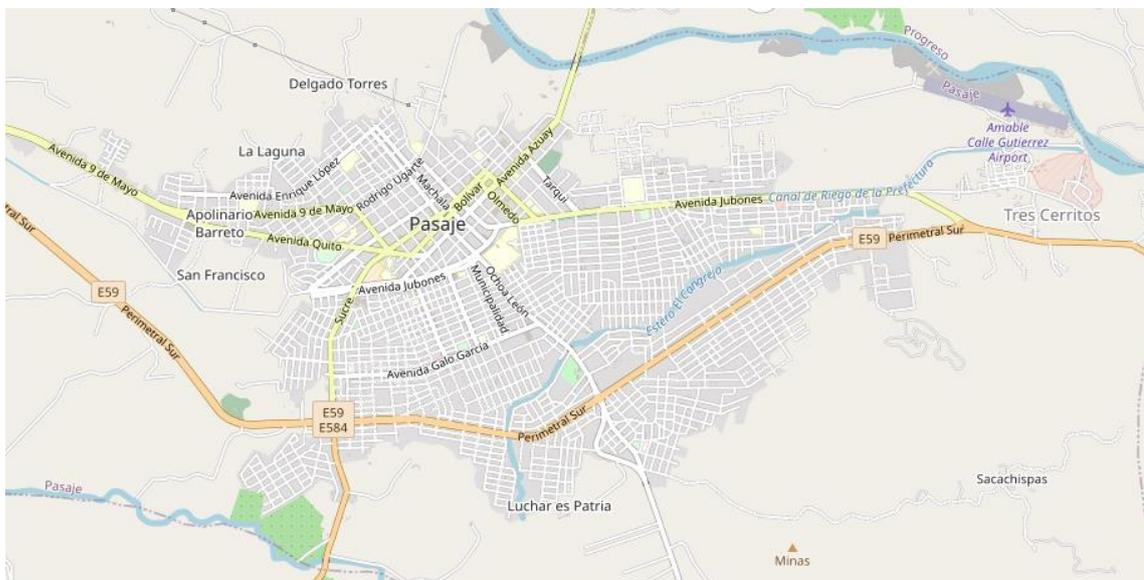 Progreso
Pasaje
Amable
Calle Gutierrez
Airport
Delgado Torres
La Laguna
Avenida 9 de Mayo
Avenida Azuay
Avenida Enrique López
Rodrigo Ugarte
Machala
Bolívar
Olmedo
Tarqui
Canal de Riego de la Prefectura
Avenida Jubones
Tres Cerritos
Apolinario
Barreto
Avenida 9 de Mayo
Pasaje
Perimetral Sur
Avenida Quito
E59
Perimetral Sur
San Francisco
Avenida Jubones
Ochoa León
Municipalidad
Estero El Cangrejo
E59
Sucre
Perimetral Sur
Avenida Galo García
E59
E584
Perimetral Sur
Pasaje
Luchar es Patria
Sacachispas
Minas